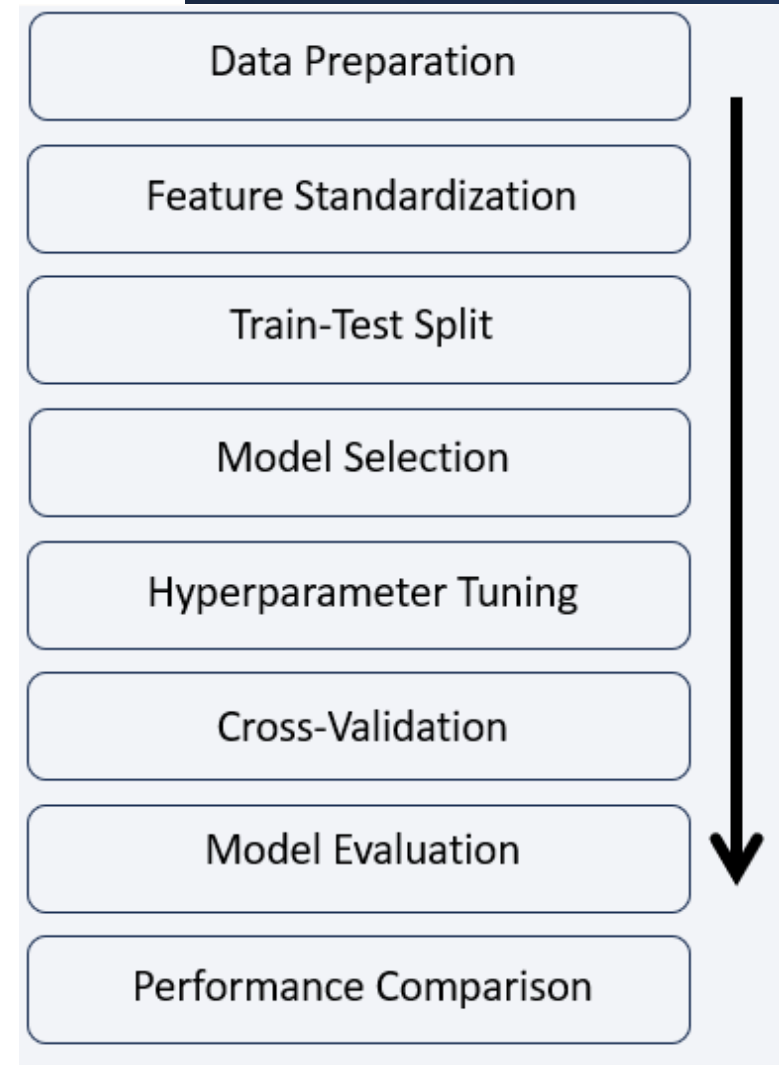 Data Preparation
Feature Standardization
Train-Test Split
Model Selection
Hyperparameter Tuning
Cross-Validation
Model Evaluation
Performance Comparison